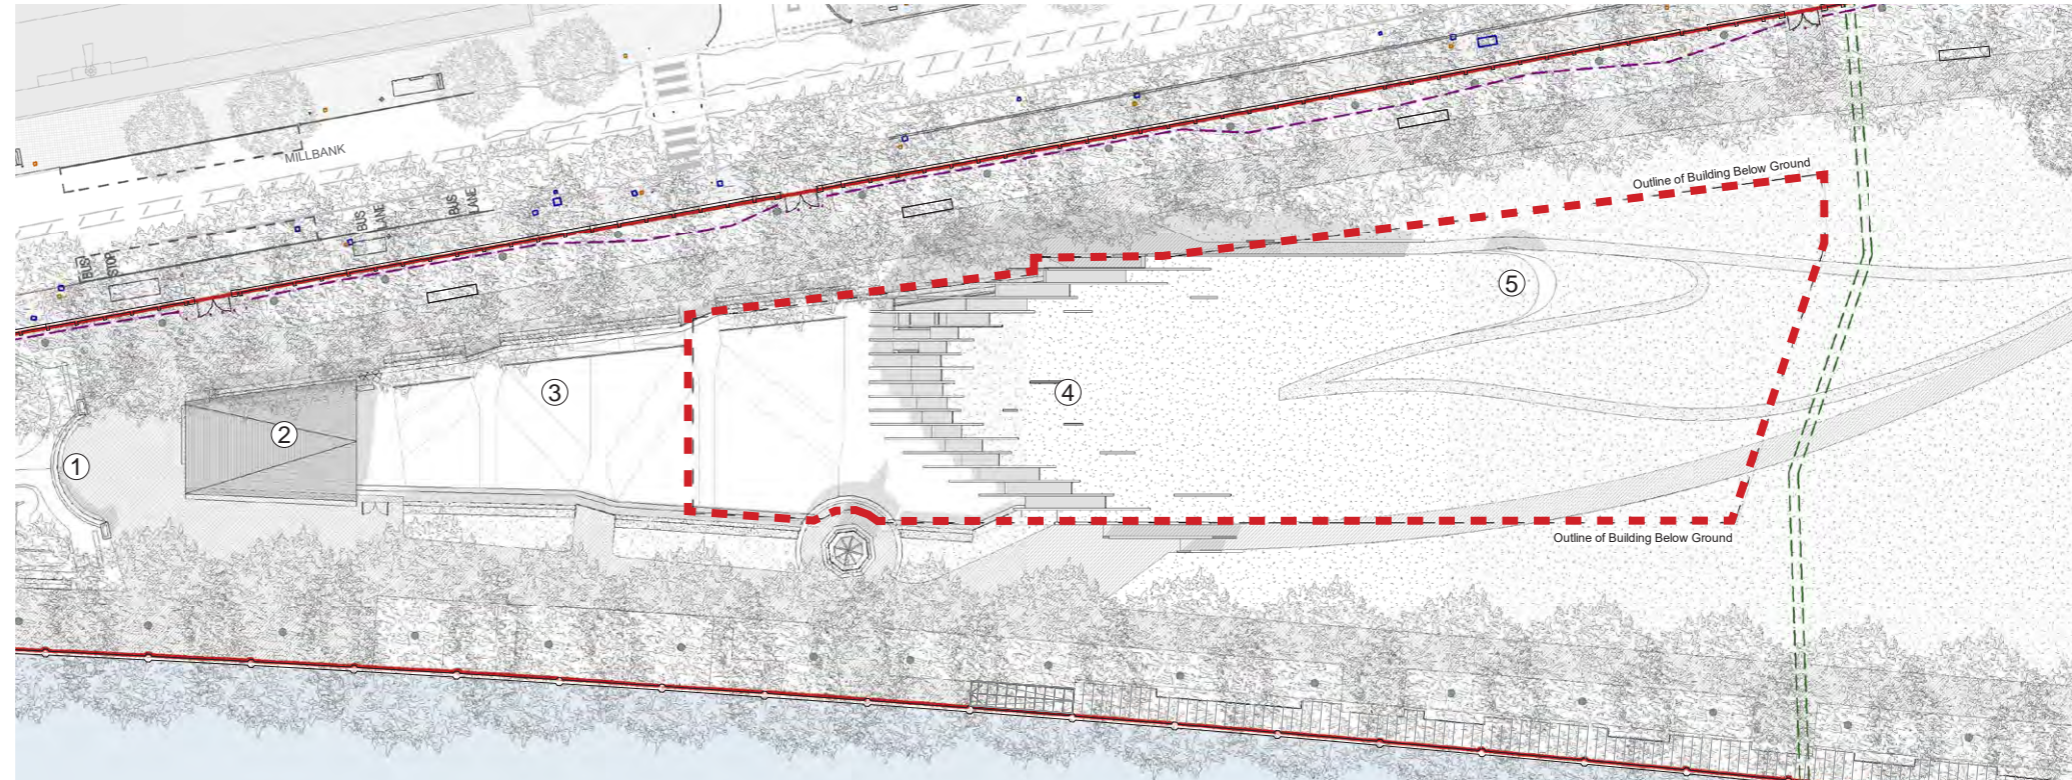 MILLBANK
BUS
LANE
BUS
LANE
BUS
STOP
Outline of Building Below Ground
5
3
4
2
1
Outline of Building Below Ground